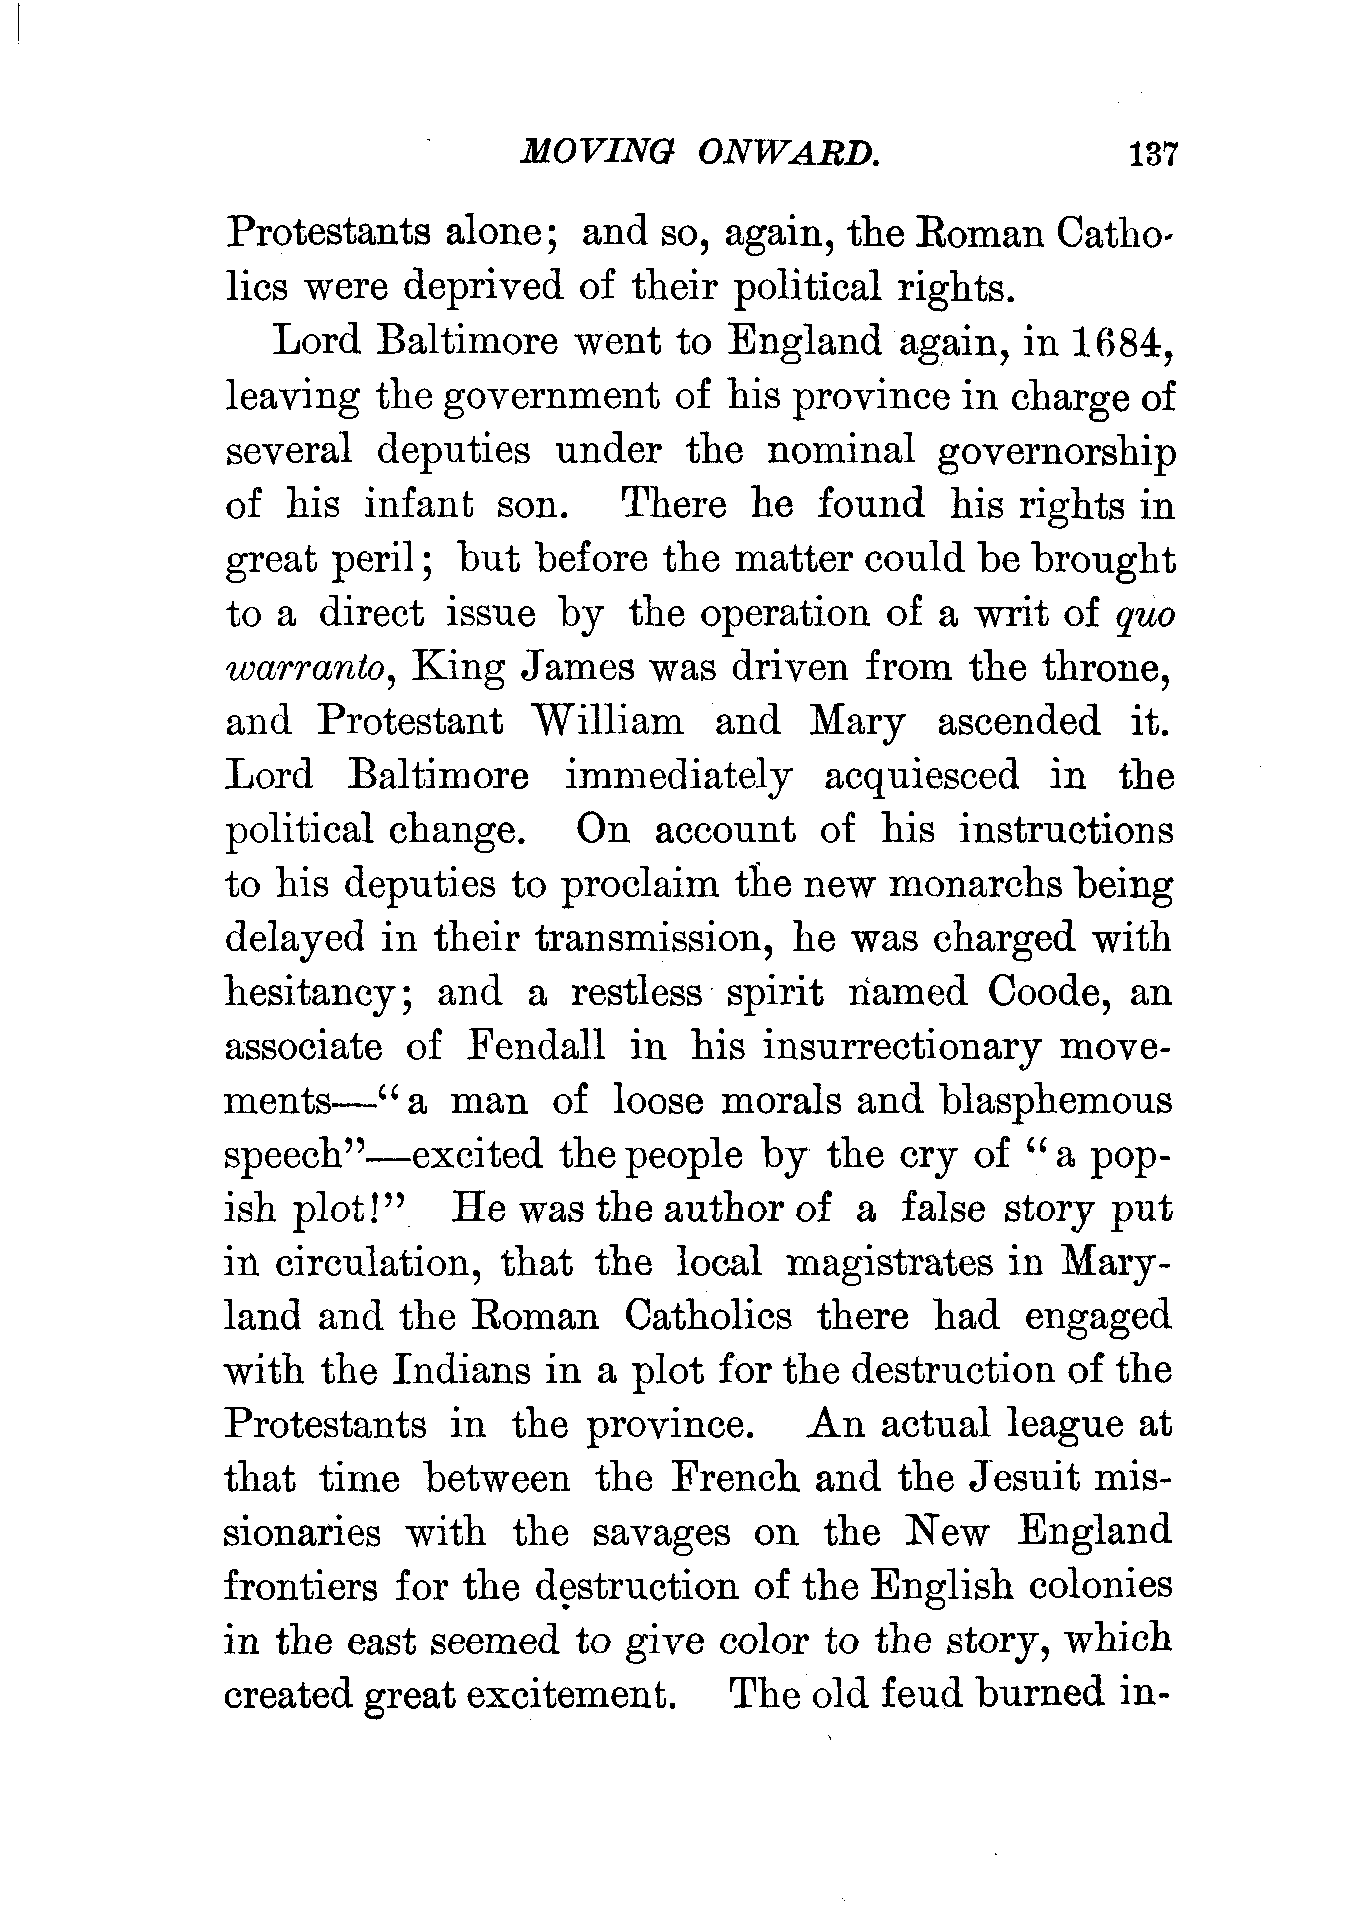 MOVING ONWARD. 137
Protestants alone; and so, again, the Roman Catho-
lics were deprived of their political rights.
Lord Baltimore went to England again, in 1684,
leaving the government of his province in charge of
several deputies under the nominal governorship
of his infant son. There he found his rights in
great peril; but before the matter could be brought
to a direct issue by the operation of a writ of quo
warranto, King James was driven from the throne,
and Protestant William and Mary ascended it.
Lord Baltimore immediately acquiesced in the
political change. On account of his instructions
to his deputies to proclaim the new monarchs being
delayed in their transmission, he was charged with
hesitancy; and a restless spirit named Coode, an
associate of Fendall in his insurrectionary move-
ments—“a man of loose morals and blasphemous
speech”—excited the people by the cry of “a pop-
ish plot!” He was the author of a false story put
in circulation, that the local magistrates in Mary-
land and the Roman Catholics there had engaged
with the Indians in a plot for the destruction of the
Protestants in the province. An actual league at
that time between the French and the Jesuit mis-
sionaries with the savages on the New England
frontiers for the destruction of the English colonies
in the east seemed to give color to the story, which
created great excitement. The old feud burned in-